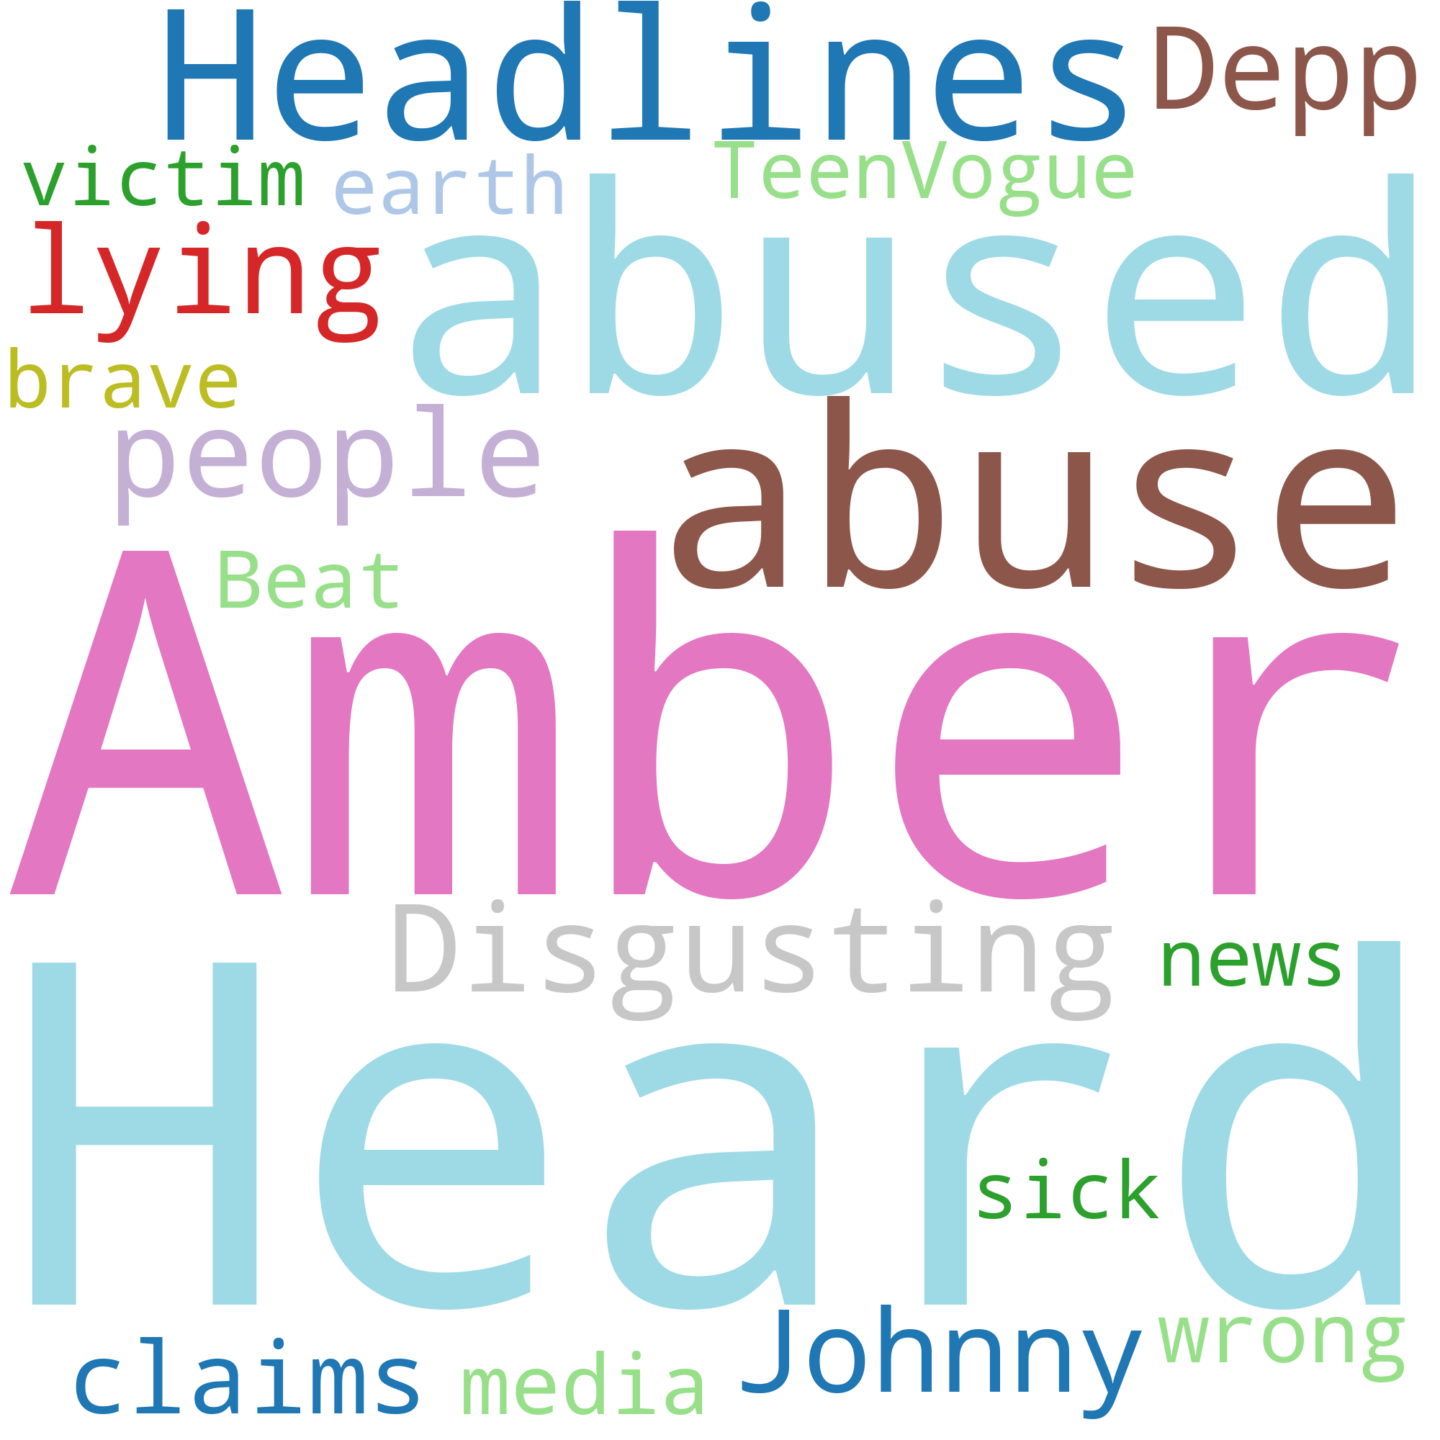 Headlines Depp
victim earth TeenVogue
lying abused
brave
people abuse
Beat
Amber
Disgusting news
Heard
sick
claims media Johnny wrong